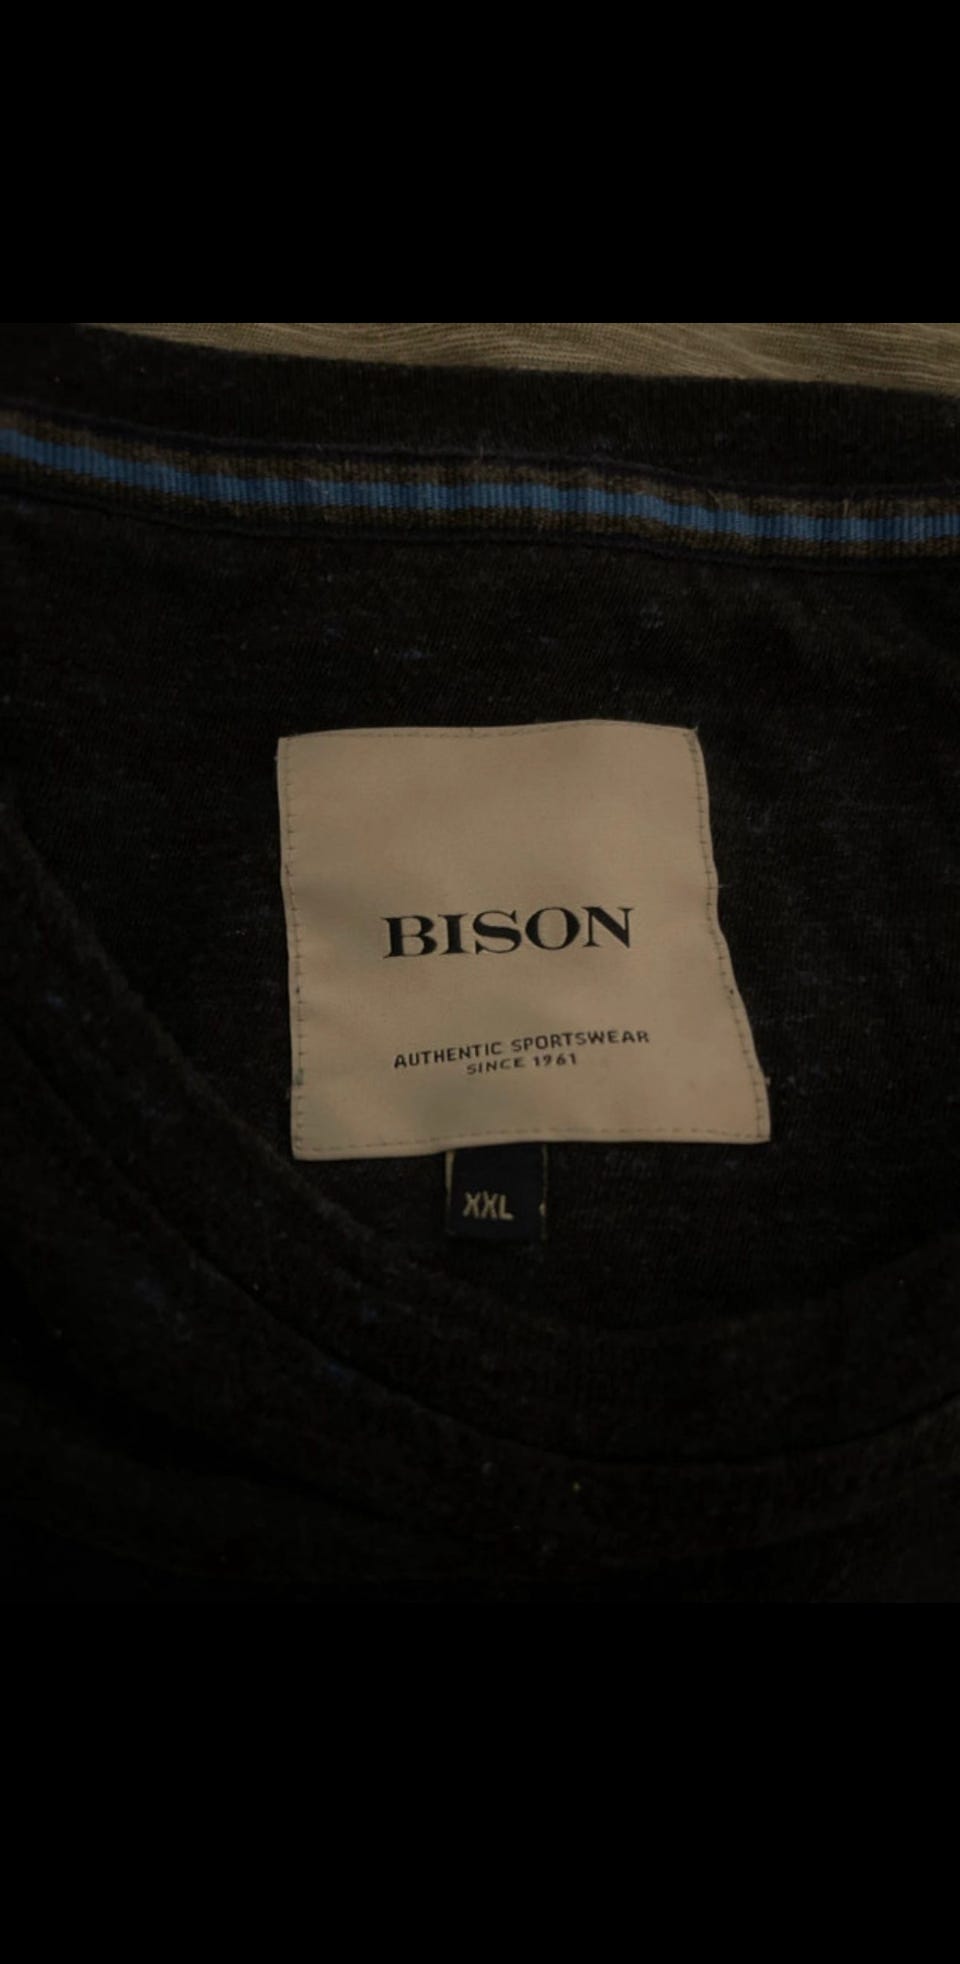 BISON
AUTHENTIC SPORTSWEAR
SINCE 1961
XXL